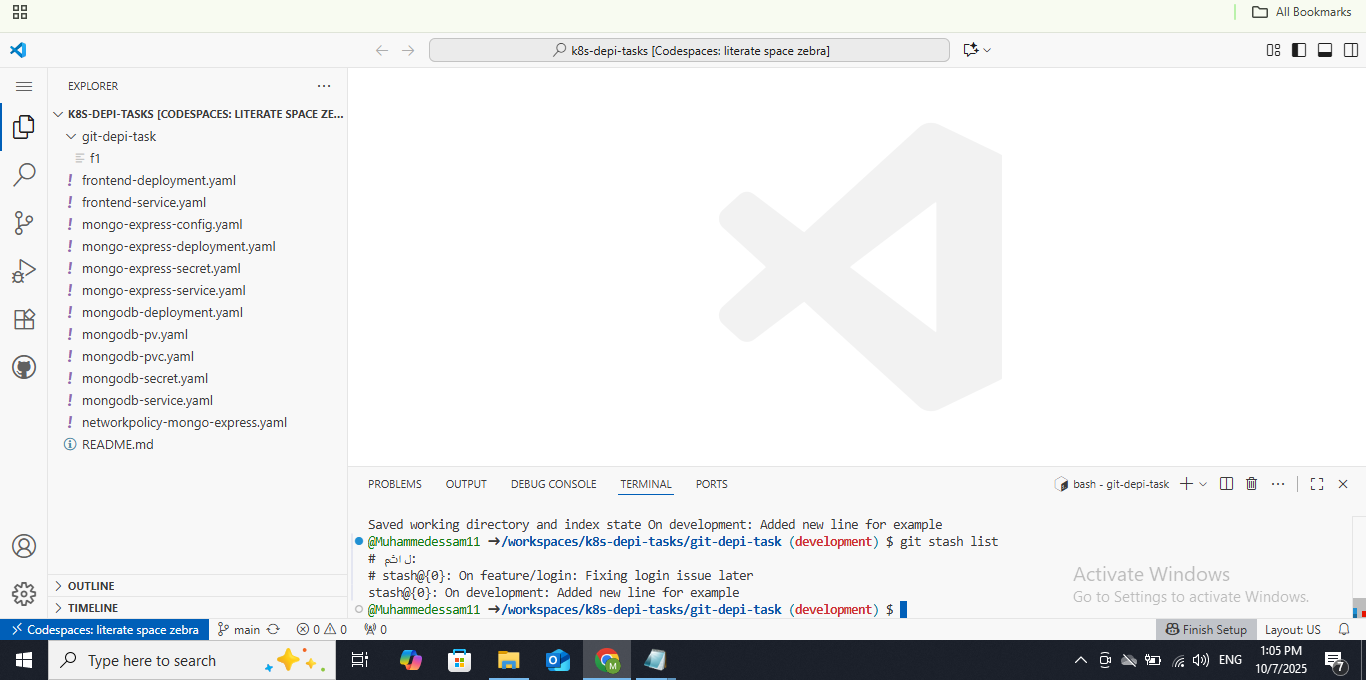 All Bookmarks
k8s-depi-tasks [Codespaces: literate space zebra]
EXPLORER
K8S-DEPI-TASKS [CODESPACES: LITERATE SPACE ZE...
git-depi-task
f1
frontend-deployment.yaml
frontend-service.yaml
mongo-express-config.yaml
mongo-express-deployment.yaml
mongo-express-secret.yaml
mongo-express-service.yaml
mongodb-deployment.yaml
mongodb-pv.yaml
mongodb-pvc.yaml
mongodb-secret.yaml
mongodb-service.yaml
networkpolicy-mongo-express.yaml
README.md
OUTLINE
TIMELINE
PROBLEMS OUTPUT DEBUG CONSOLE TERMINAL PORTS
bash - git-depi-task
Saved working directory and index state On development: Added new line for example
@Muhammedessam11 ➜/workspaces/k8s-depi-tasks/git-depi-task (development) $ git stash list
# مثال:
# stash@{0}: On feature/login: Fixing login issue later
stash@{0}: On development: Added new line for example
@Muhammedessam11 ➜/workspaces/k8s-depi-tasks/git-depi-task (development) $
Activate Windows
Go to Settings to activate Windows.
Codespaces: literate space zebra main 0 0 0 Finish Setup Layout: US
Type here to search
M
ENG
1:05 PM
10/7/2025
7